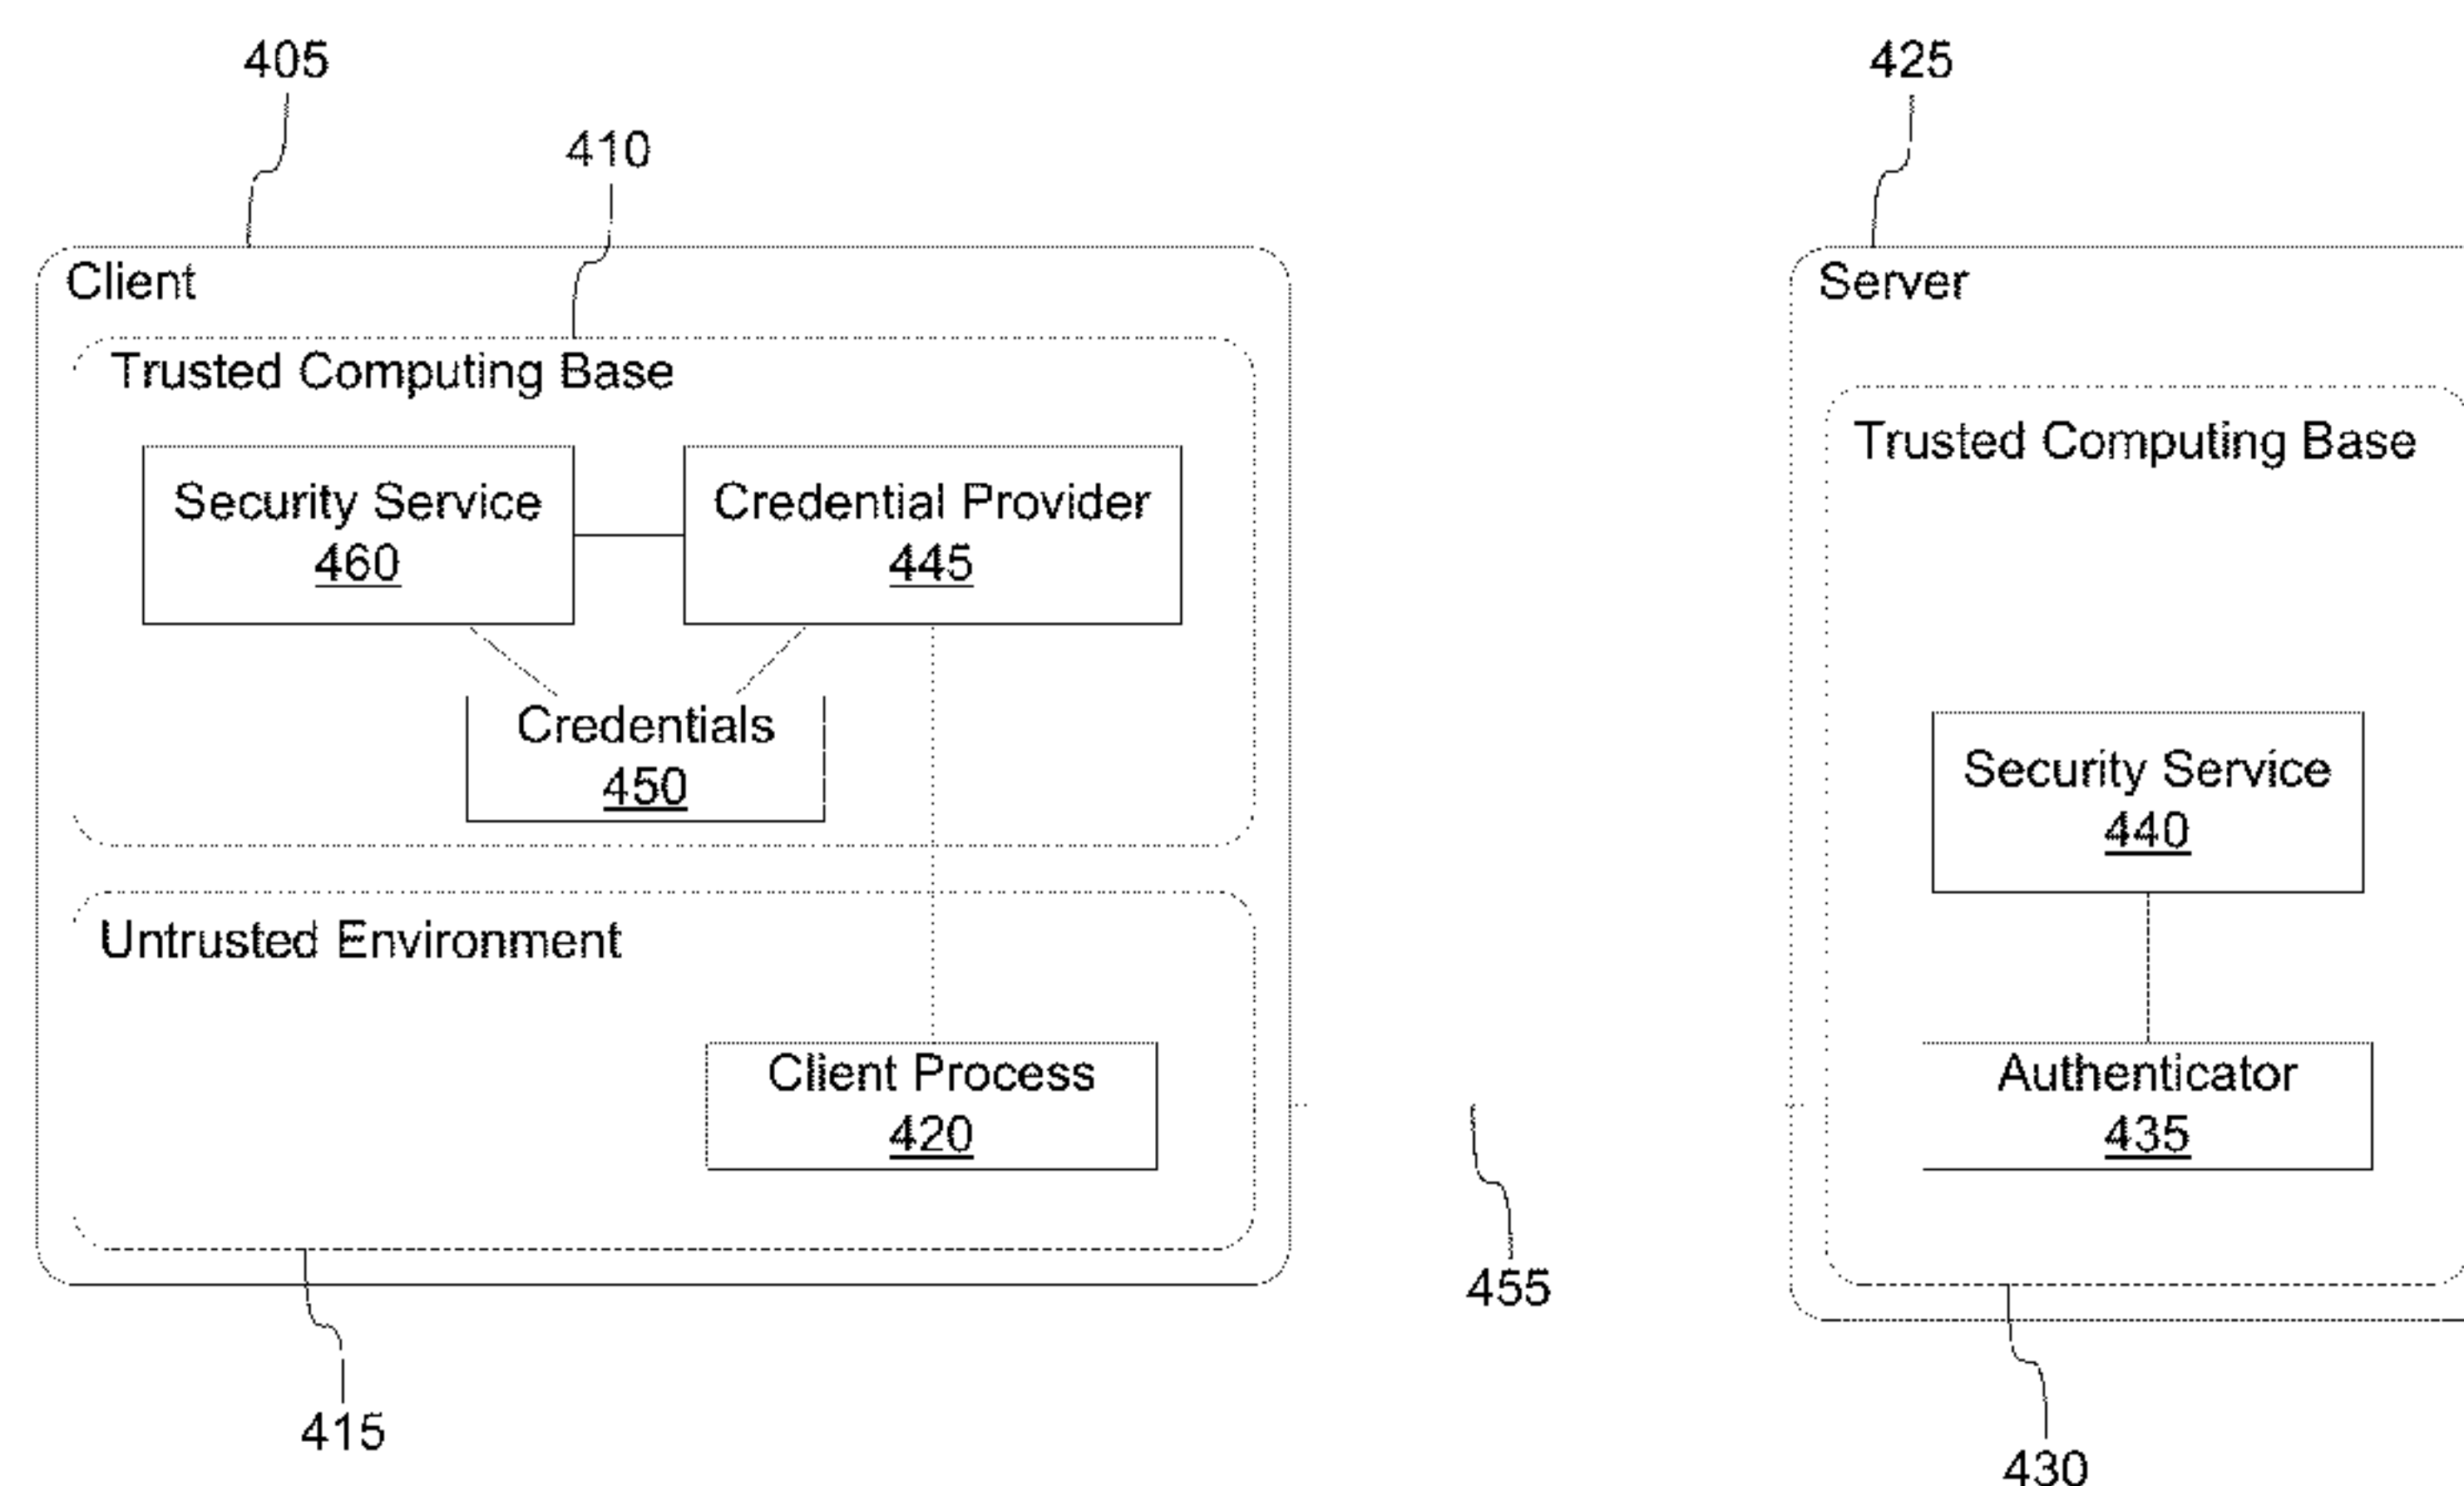 405
425
410
Client
Server
Trusted Computing Base
Trusted Computing Base
Security Service
460
Credential Provider
445
Credentials
450
Security Service
440
Untrusted Environment
Client Process
420
Authenticator
435
455
415
430